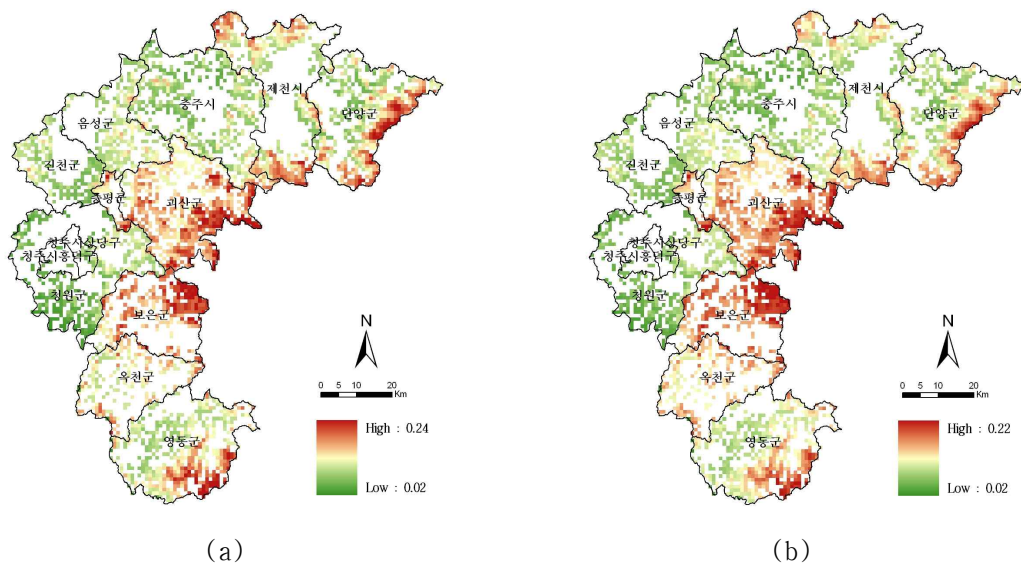 제천시
충주시
단양군
음성군
진천군
증평군
괴산군
청주시상당구
청주시흥덕구
청원군
보은군
옥천군
영동군
N
0 5 10 20
Km
High : 0.24
Low : 0.02
(a)
제천시
충주시
단양군
음성군
진천군
증평군
괴산군
청주시상당구
청주시흥덕구
청원군
보은군
옥천군
영동군
N
0 5 10 20
Km
High : 0.22
Low : 0.02
(b)